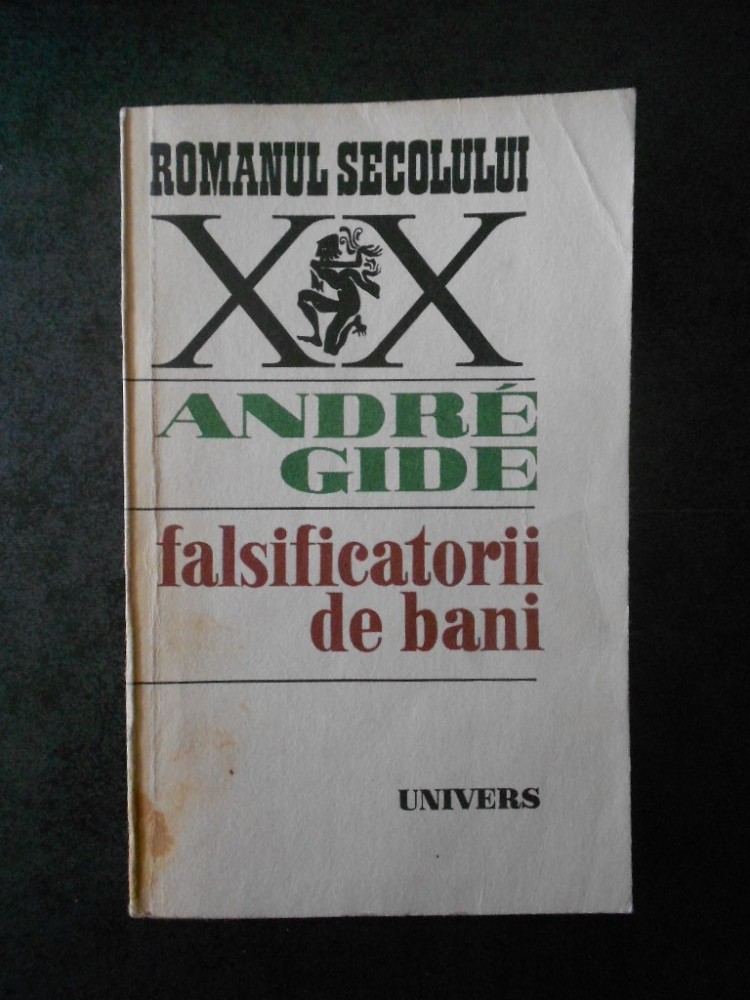 ROMANUL SECOLULUI
XX
ANDRÉ
GIDE
falsificatorii
de bani
UNIVERS